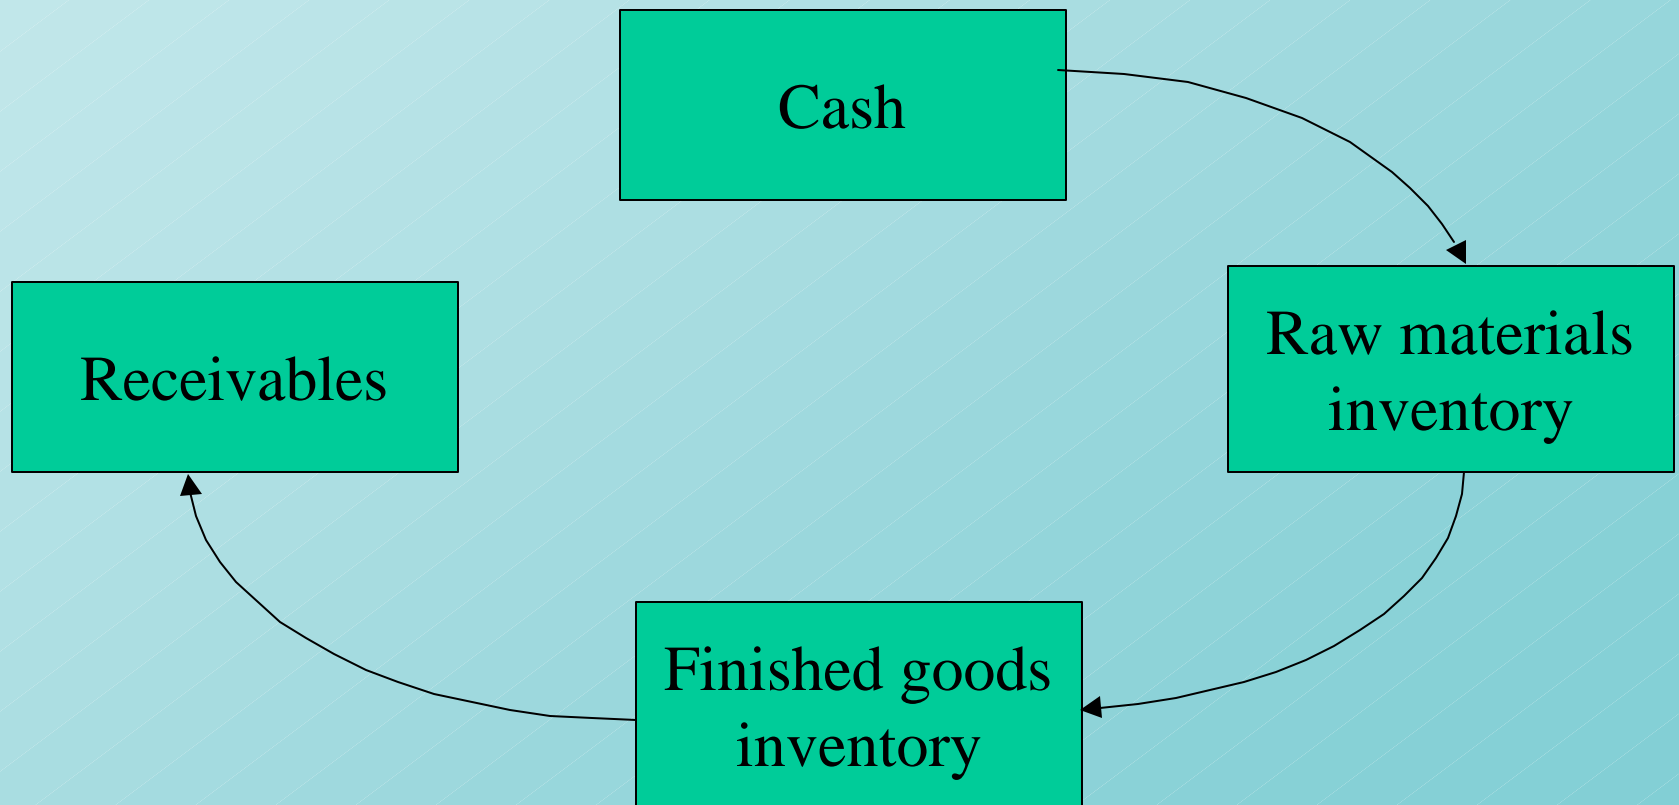 Cash
Raw materials
inventory
Receivables
Finished goods
inventory